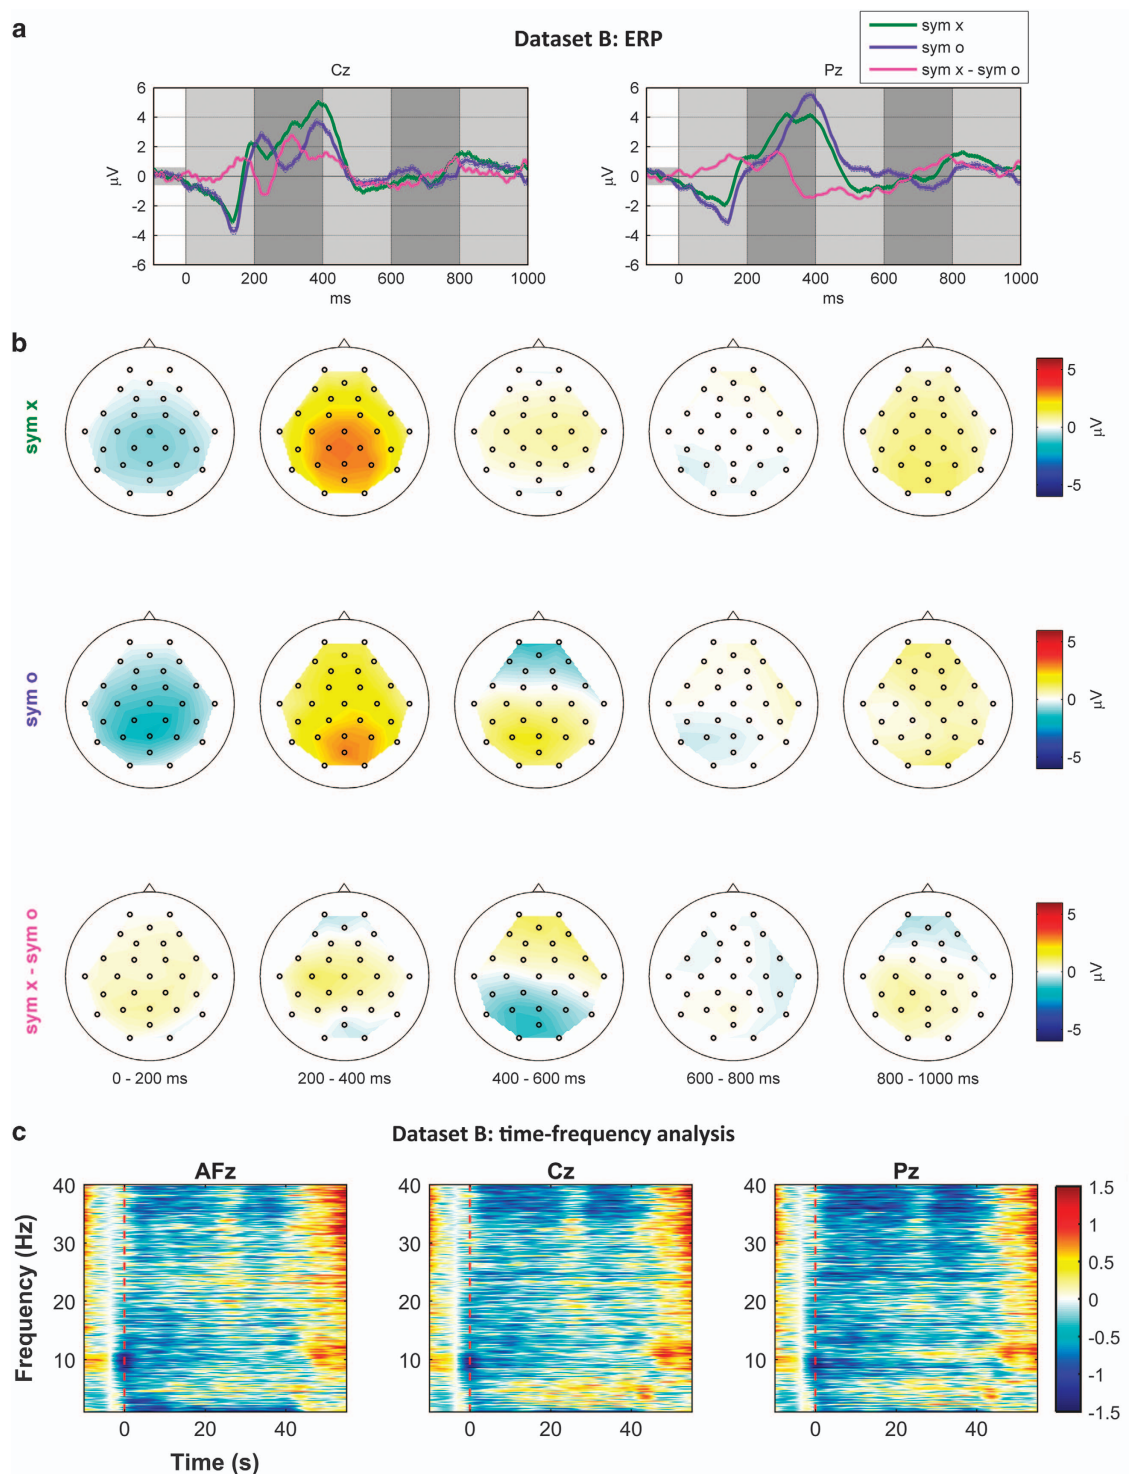 a
Dataset B: ERP
sym x
sym o
sym x - sym o
Cz
6
4
2
0
-2
-4
-6
µV
0 200 400 600 800 1000
ms
Pz
6
4
2
0
-2
-4
-6
µV
0 200 400 600 800 1000
ms
b
sym x
5
0
-5
µV
sym o
5
0
-5
µV
sym x - sym o
5
0
-5
µV
0 - 200 ms
200 - 400 ms
400 - 600 ms
600 - 800 ms
800 - 1000 ms
c
Dataset B: time-frequency analysis
AFz
Cz
Pz
Frequency (Hz)
40
30
20
10
0 20 40
Time (s)
40
30
20
10
0 20 40
40
30
20
10
0 20 40
1.5
1
0.5
0
-0.5
-1
-1.5